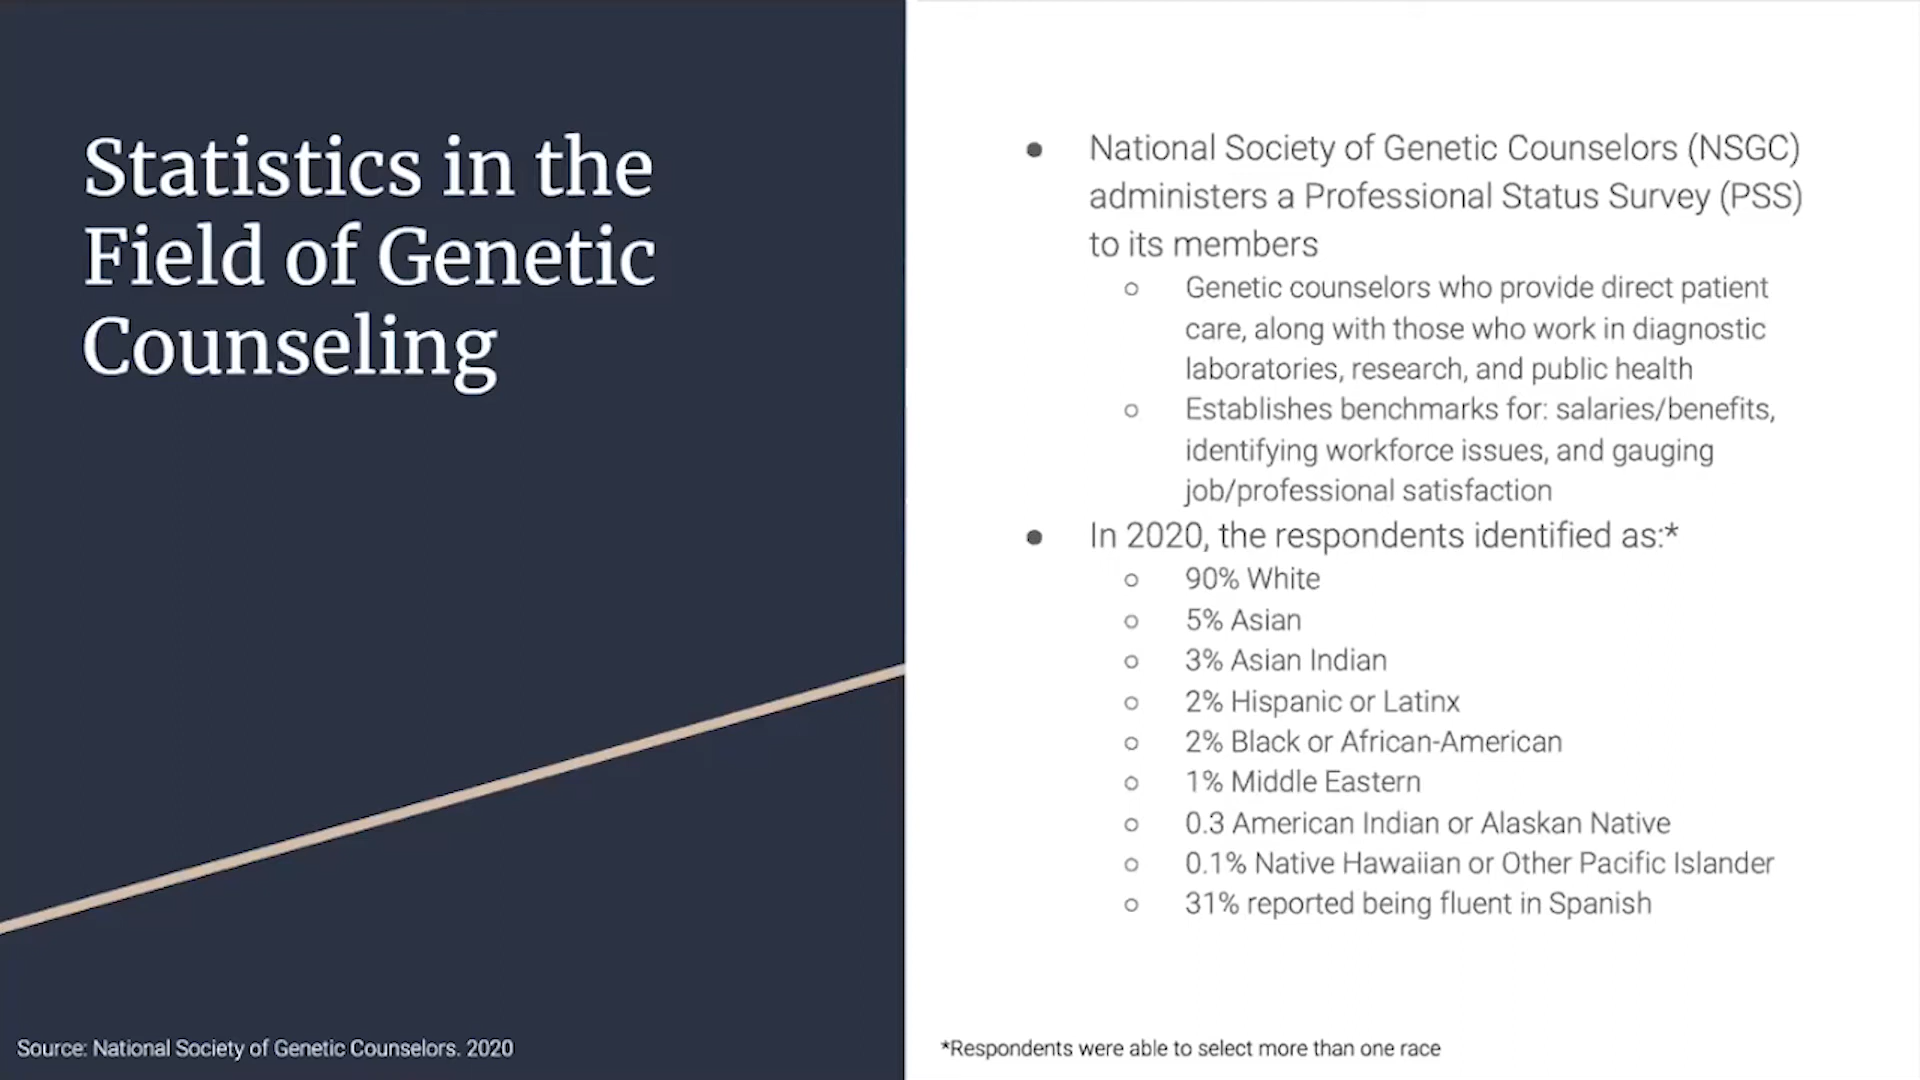 Statistics in the
Field of Genetic
Counseling
Source: National Society of Genetic Counselors. 2020
● National Society of Genetic Counselors (NSGC)
administers a Professional Status Survey (PSS)
to its members
○ Genetic counselors who provide direct patient
care, along with those who work in diagnostic
laboratories, research, and public health
○ Establishes benchmarks for: salaries/benefits,
identifying workforce issues, and gauging
job/professional satisfaction
● In 2020, the respondents identified as:*
○ 90% White
○ 5% Asian
○ 3% Asian Indian
○ 2% Hispanic or Latinx
○ 2% Black or African-American
○ 1% Middle Eastern
○ 0.3 American Indian or Alaskan Native
○ 0.1% Native Hawaiian or Other Pacific Islander
○ 31% reported being fluent in Spanish
*Respondents were able to select more than one race